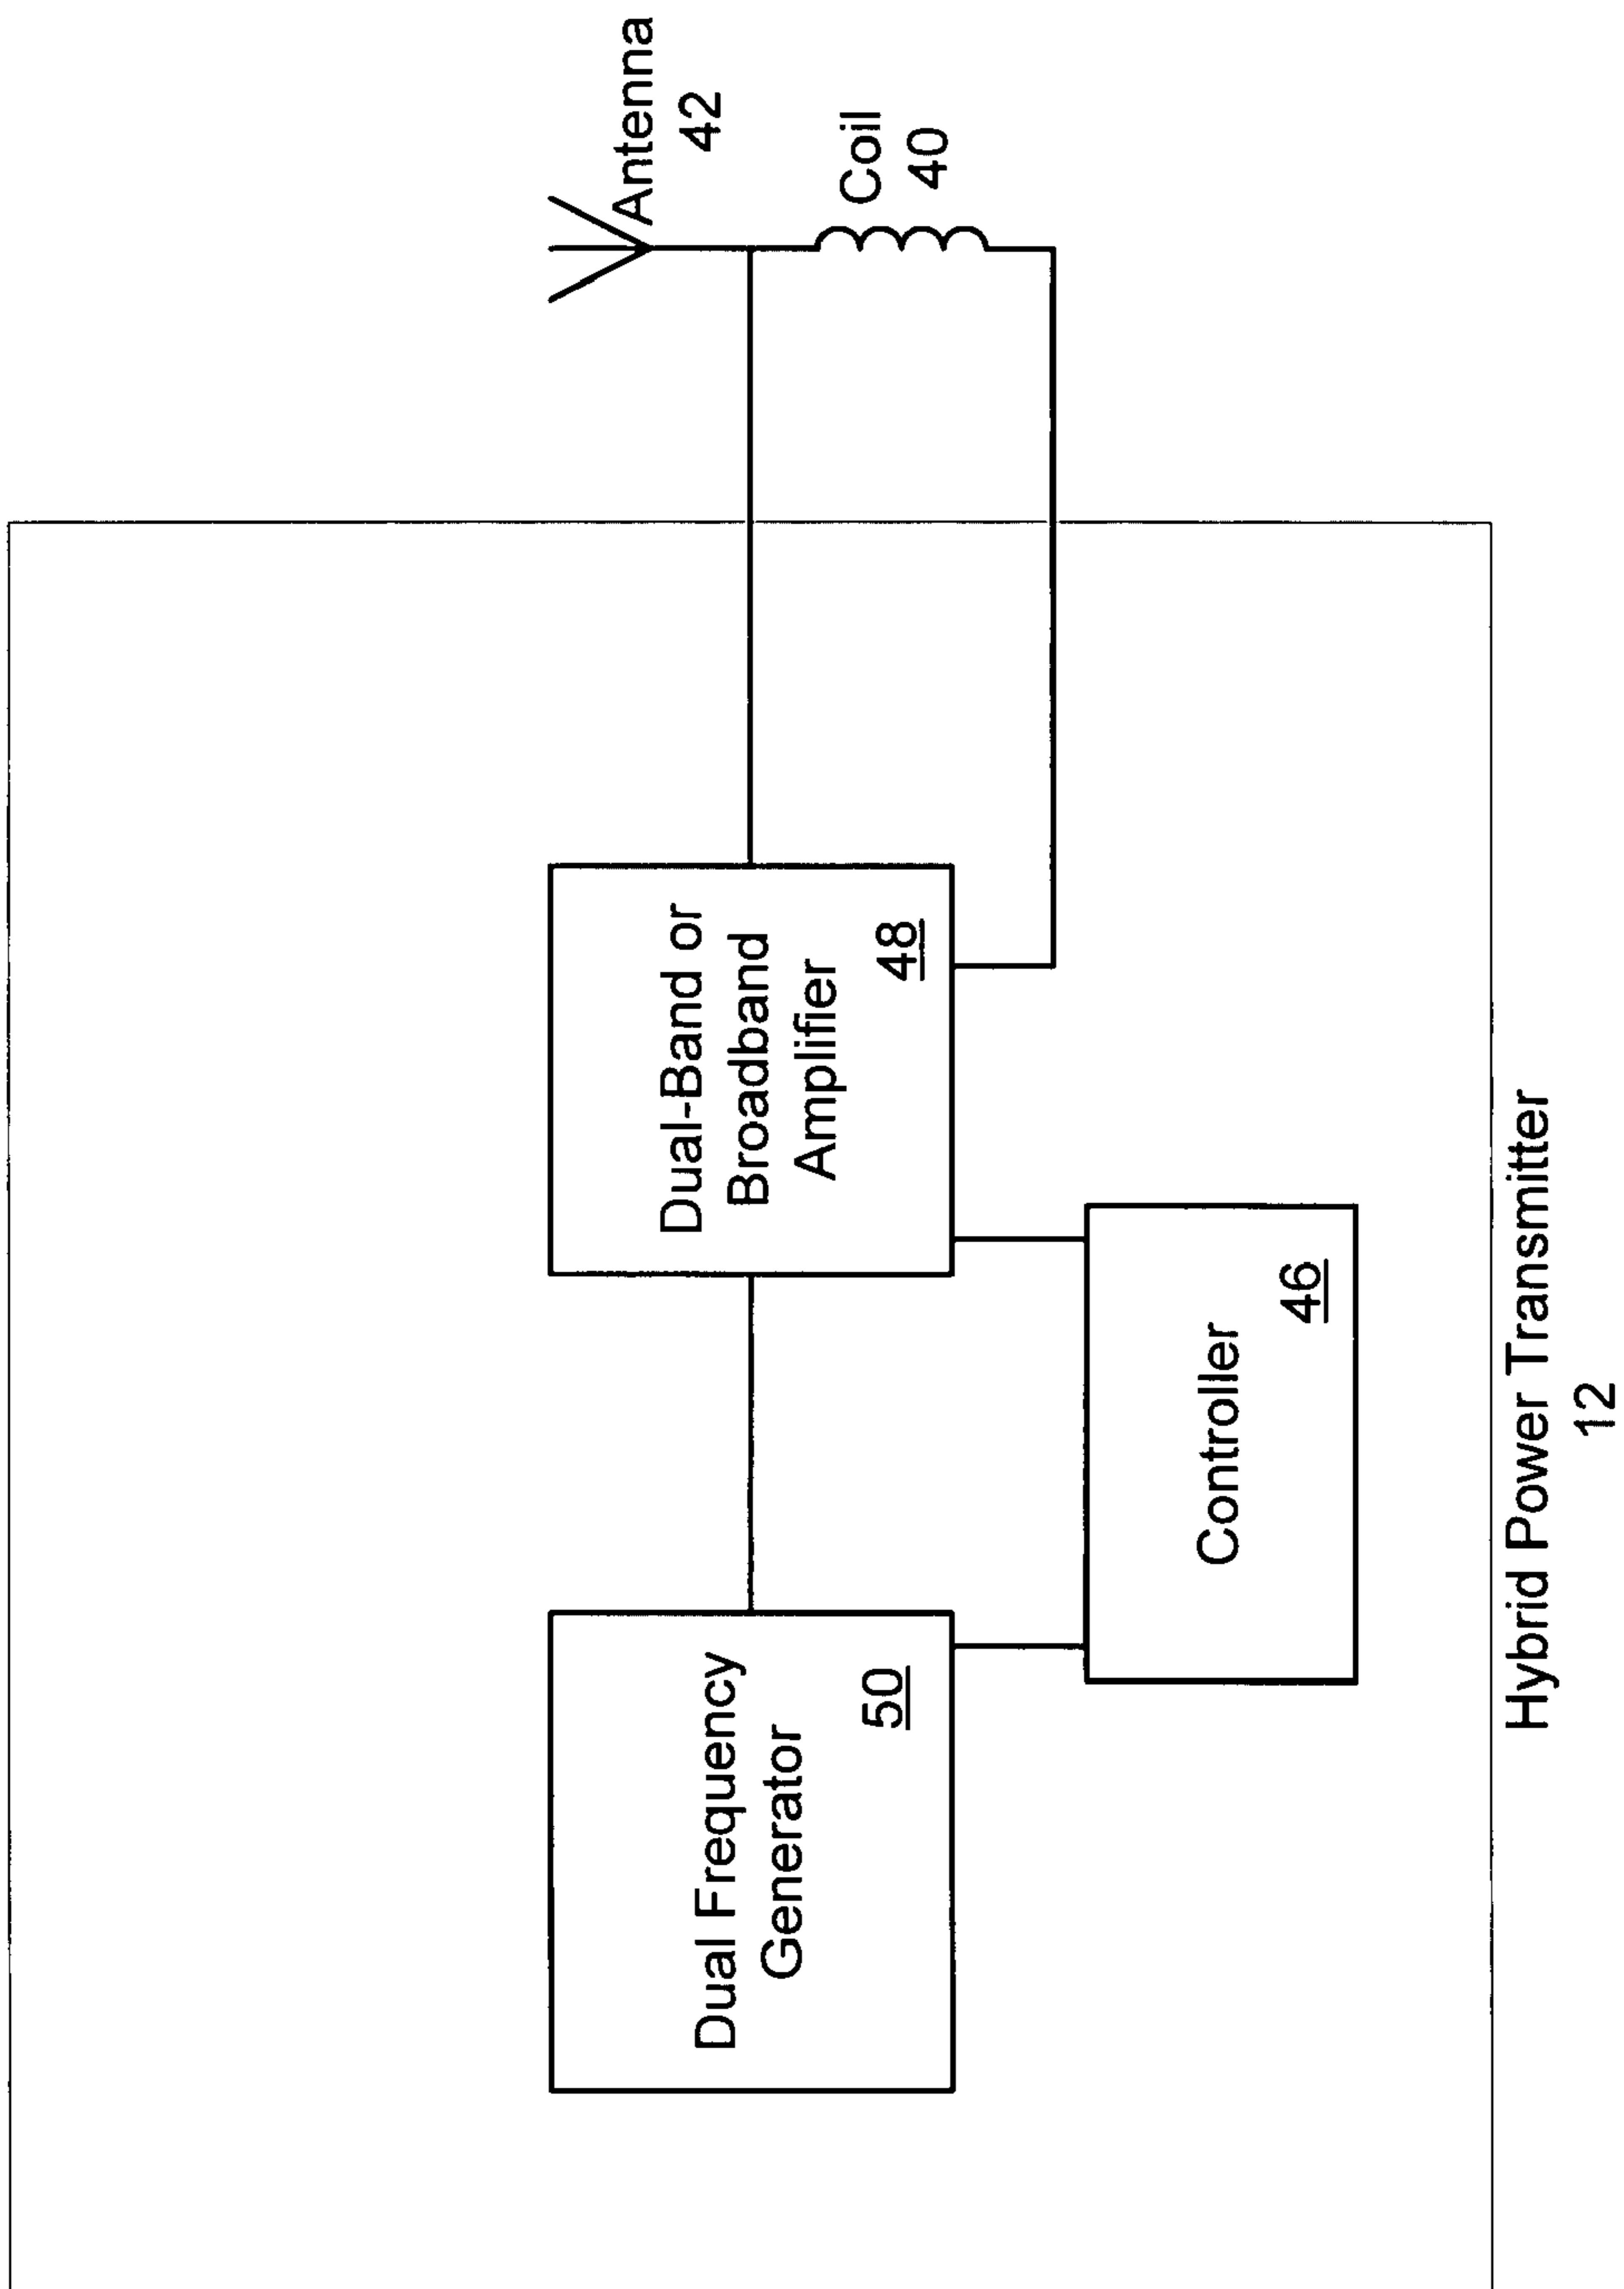 Dual Frequency
Generator
50
Dual-Band or
Broadband
Amplifier
48
Controller
46
Antenna
42
Coil
40
Hybrid Power Transmitter
12